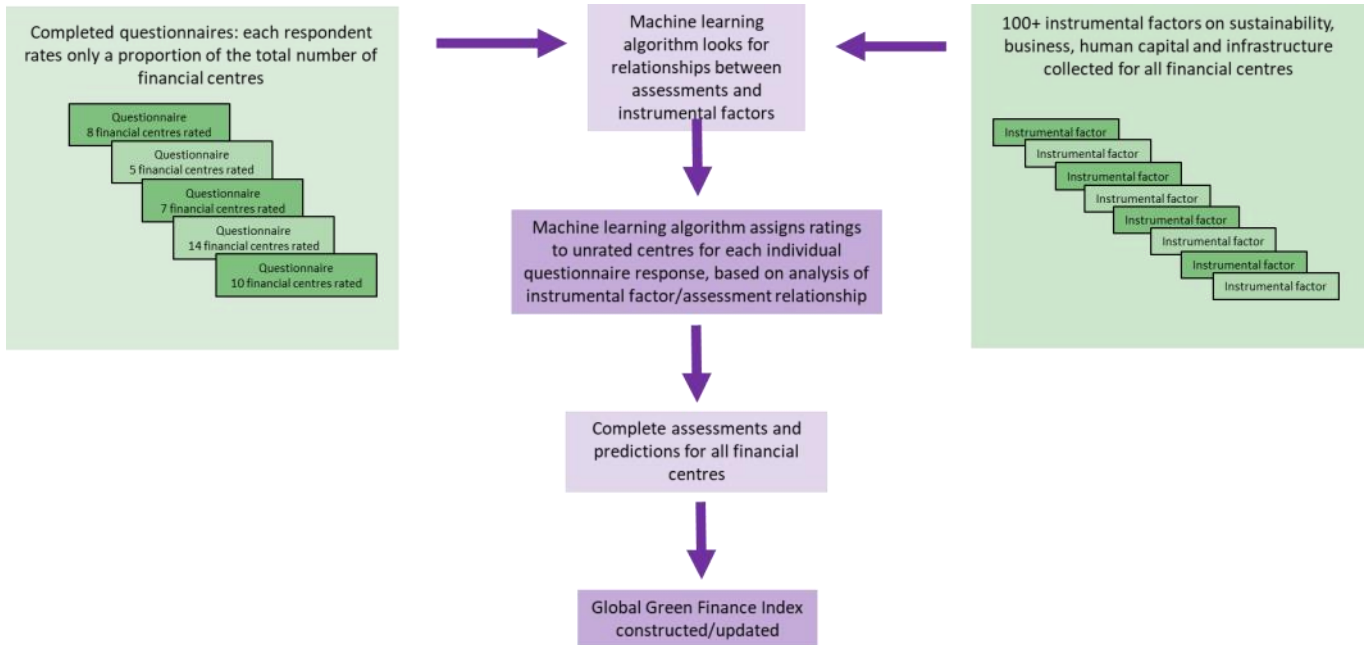 Completed questionnaires: each respondent
rates only a proportion of the total number of
financial centres
Questionnaire
8 financial centres rated
Questionnaire
5 financial centres rated
Questionnaire
7 financial centres rated
Questionnaire
14 financial centres rated
Questionnaire
10 financial centres rated
Machine learning
algorithm looks for
relationships between
assessments and
instrumental factors
100+ instrumental factors on sustainability,
business, human capital and infrastructure
collected for all financial centres
Instrumental factor
Instrumental factor
Instrumental factor
Instrumental factor
Instrumental factor
Instrumental factor
Instrumental factor
Instrumental factor
Machine learning algorithm assigns ratings
to unrated centres for each individual
questionnaire response, based on analysis of
instrumental factor/assessment relationship
Complete assessments and
predictions for all financial
centres
Global Green Finance Index
constructed/updated